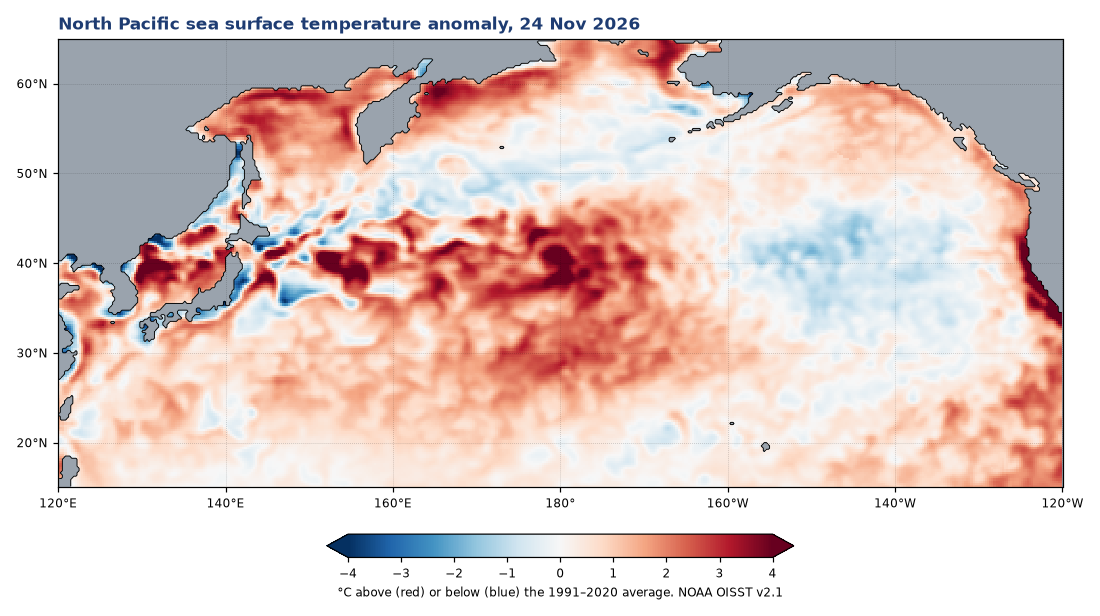 North Pacific sea surface temperature anomaly, 24 Nov 2026
60°N
50°N
40°N
30°N
20°N
120°E 140°E 160°E 180° 160°W 140°W 120°W
−4 −3 −2 −1 0 1 2 3 4
°C above (red) or below (blue) the 1991–2020 average. NOAA OISST v2.1